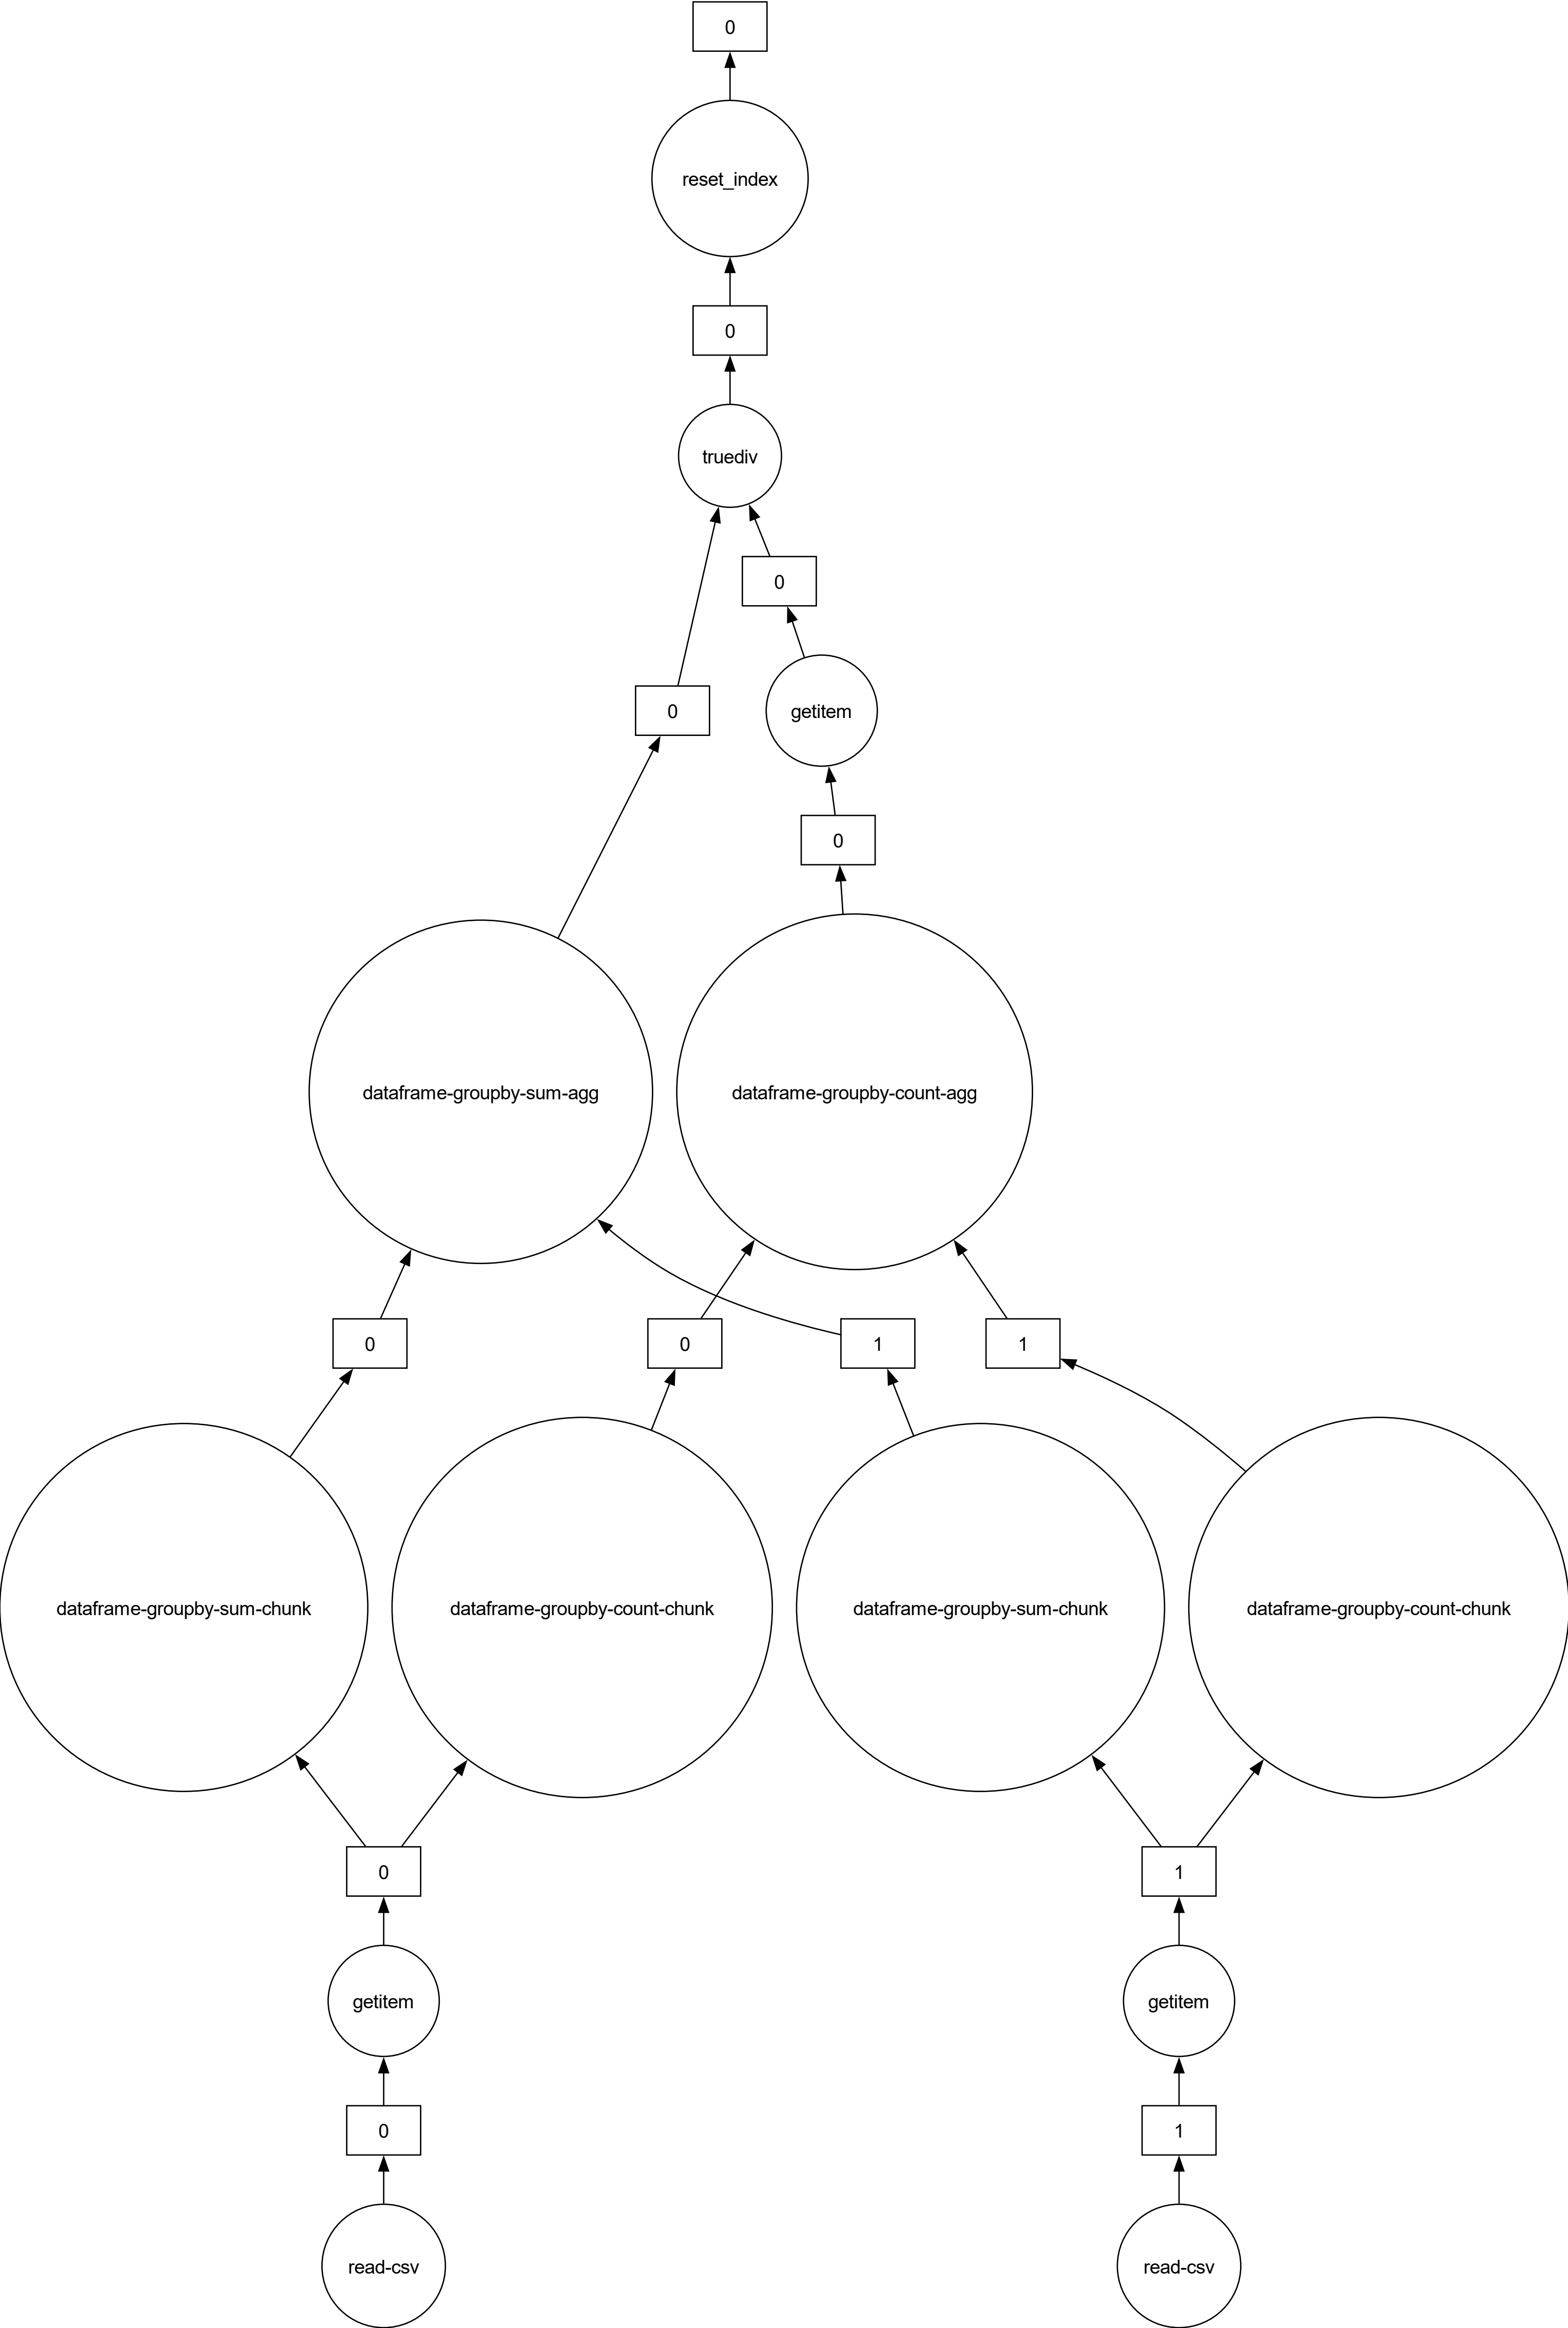 0
reset_index
0
truediv
0
0
getitem
0
dataframe-groupby-sum-agg
dataframe-groupby-count-agg
0
0
1
1
dataframe-groupby-sum-chunk
dataframe-groupby-count-chunk
dataframe-groupby-sum-chunk
dataframe-groupby-count-chunk
0
1
getitem
getitem
0
1
read-csv
read-csv